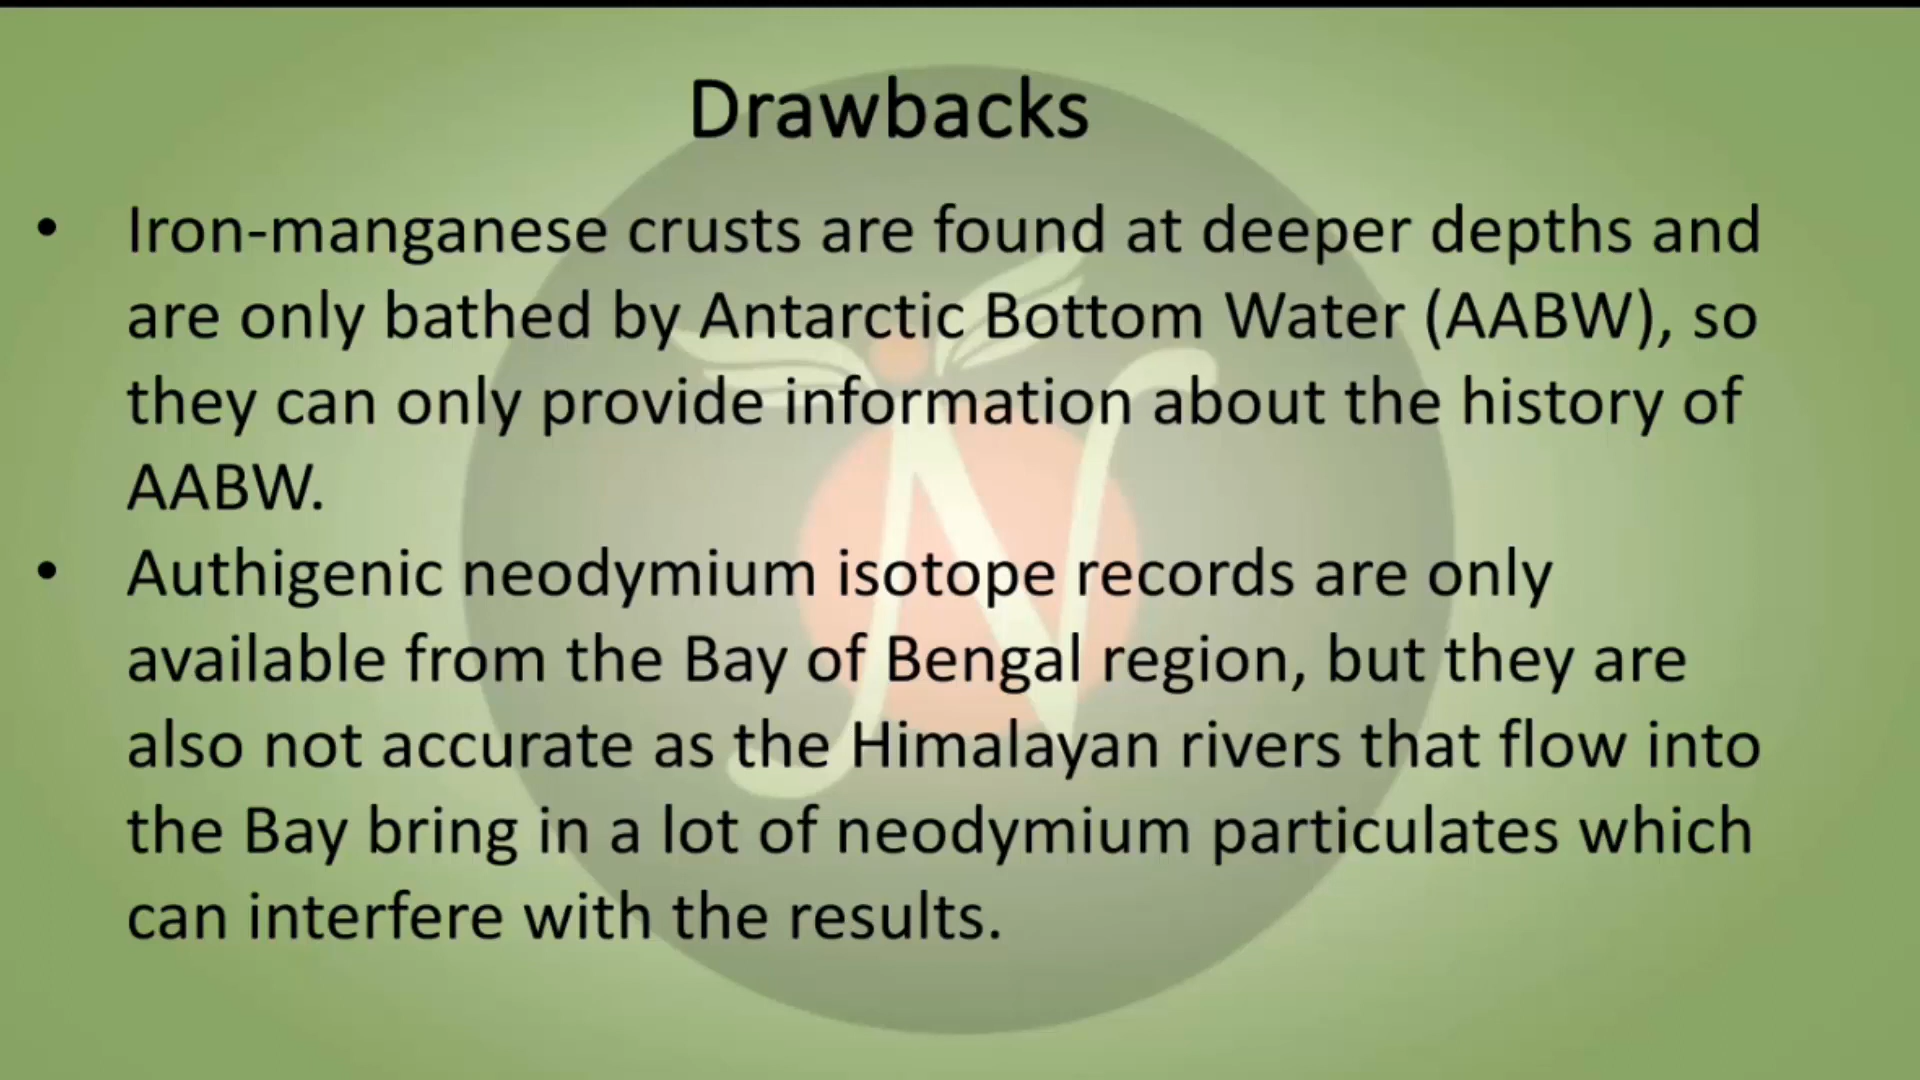 Drawbacks
• Iron-manganese crusts are found at deeper depths and
are only bathed by Antarctic Bottom Water (AABW), so
they can only provide information about the history of
AABW.
• Authigenic neodymium isotope records are only
available from the Bay of Bengal region, but they are
also not accurate as the Himalayan rivers that flow into
the Bay bring in a lot of neodymium particulates which
can interfere with the results.
N